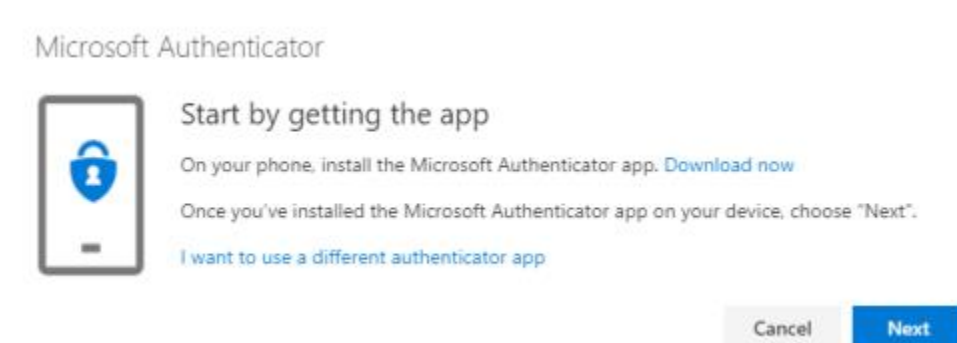 Microsoft Authenticator
Start by getting the app
On your phone, install the Microsoft Authenticator app. Download now
Once you've installed the Microsoft Authenticator app on your device, choose "Next".
I want to use a different authenticator app
Cancel Next